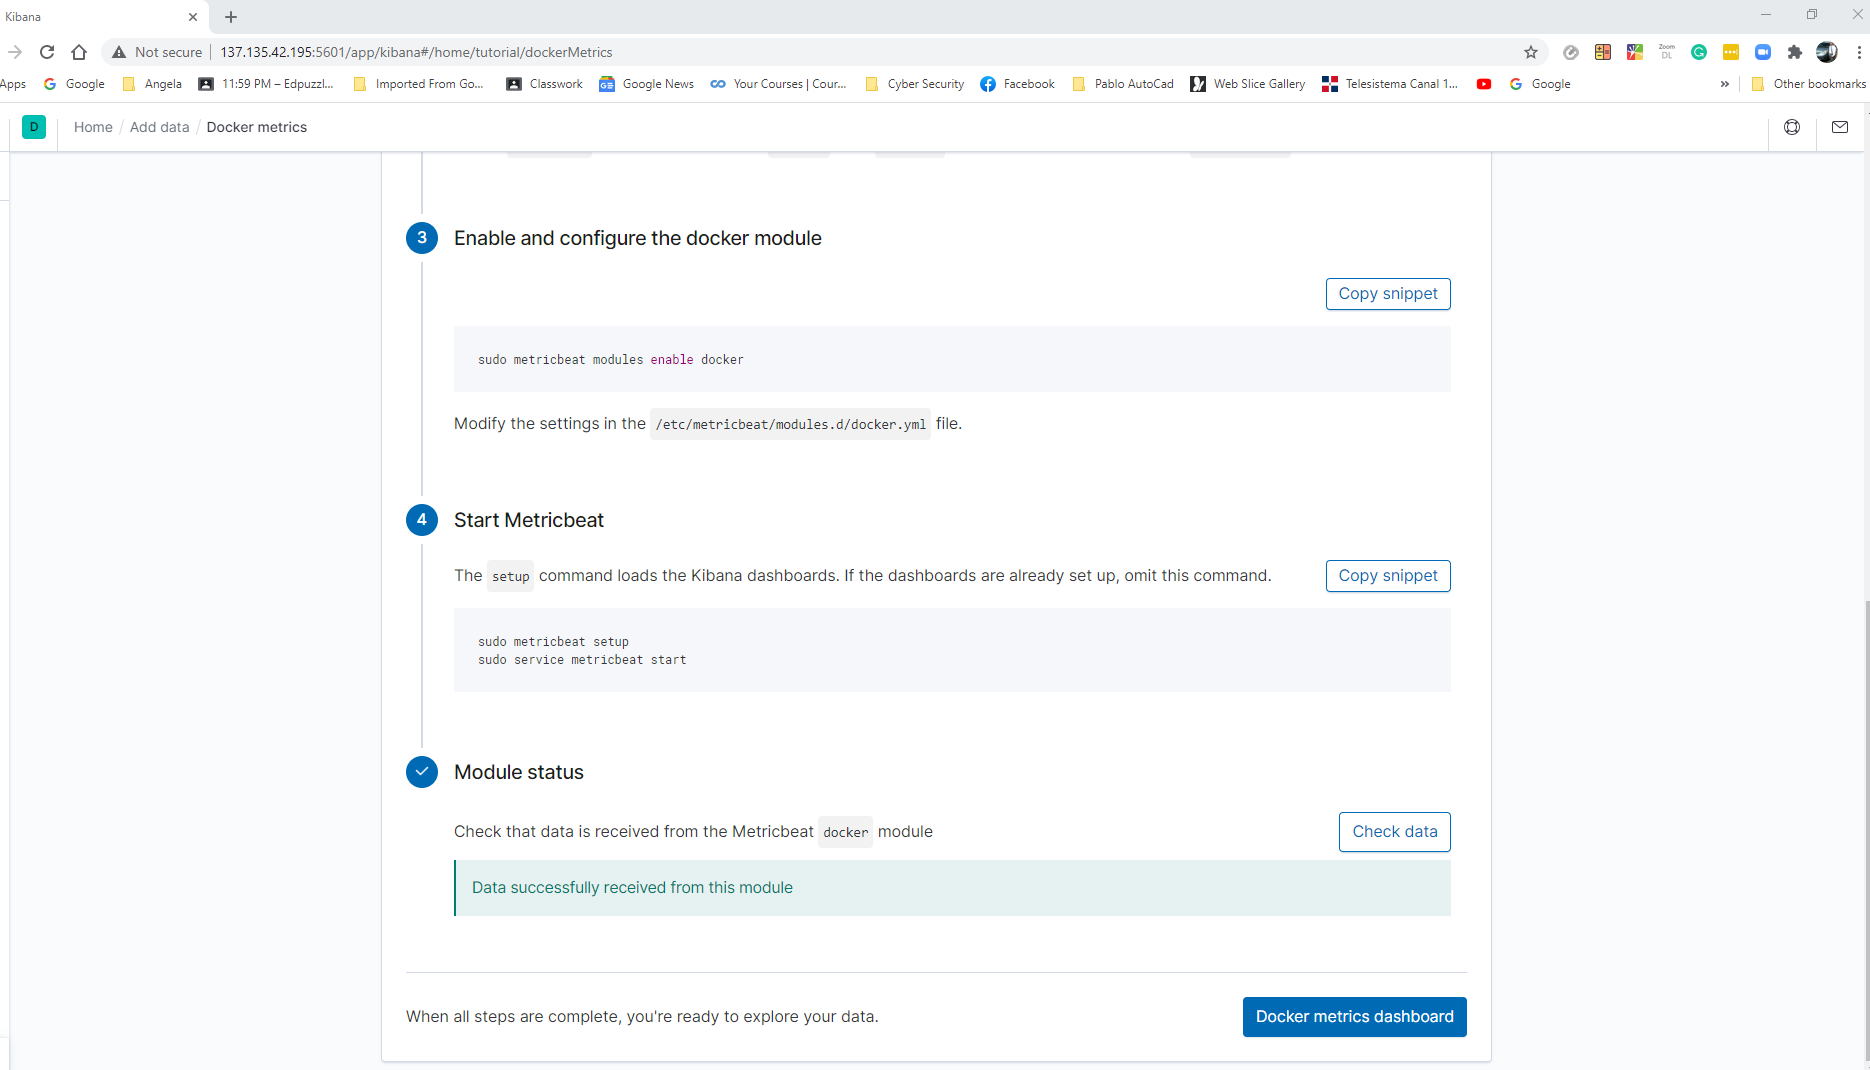 Kibana
Not secure 137.135.42.195:5601/app/kibana#/home/tutorial/dockerMetrics
Zoom
DL
Apps Google Angela 11:59 PM – Edpuzzl... Imported From Go... Classwork Google News Your Courses | Cour... Cyber Security Facebook Pablo AutoCad Web Slice Gallery Telesistema Canal 1... Google » Other bookmarks
D Home / Add data / Docker metrics
3 Enable and configure the docker module
Copy snippet
sudo metricbeat modules enable docker
Modify the settings in the /etc/metricbeat/modules.d/docker.yml file.
4 Start Metricbeat
The setup command loads the Kibana dashboards. If the dashboards are already set up, omit this command.
Copy snippet
sudo metricbeat setup
sudo service metricbeat start
Module status
Check that data is received from the Metricbeat docker module
Check data
Data successfully received from this module
When all steps are complete, you're ready to explore your data.
Docker metrics dashboard